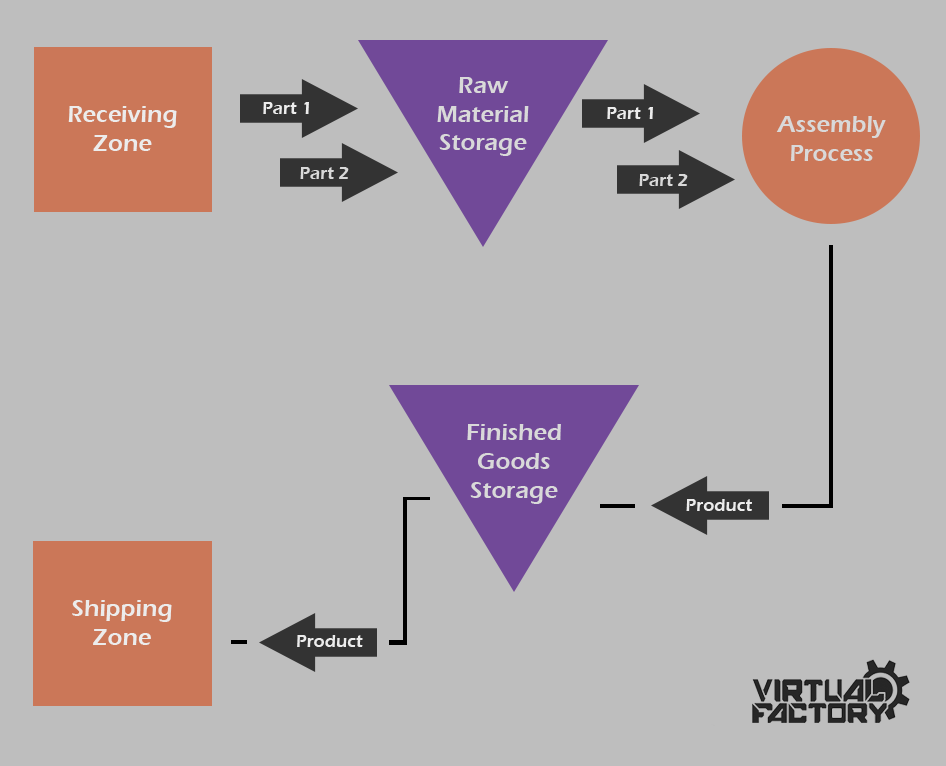 Receiving
Zone
Part 1
Part 2
Raw
Material
Storage
Part 1
Part 2
Assembly
Process
Finished
Goods
Storage
Product
Shipping
Zone
Product
VIRTUAL
FACTORY